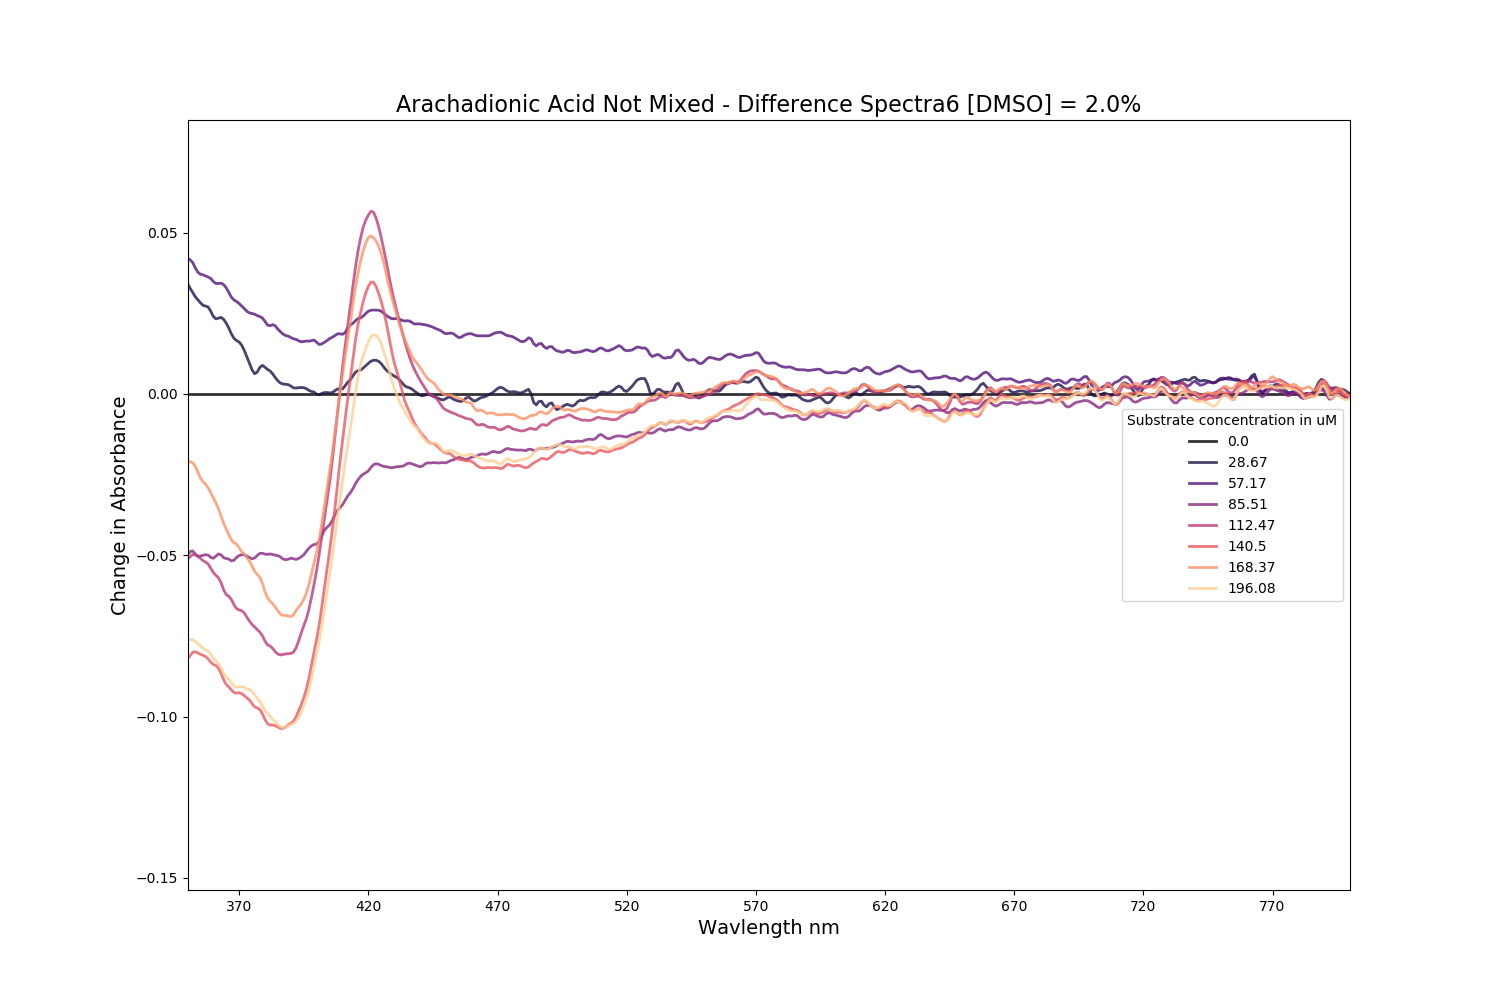 Arachadionic Acid Not Mixed - Difference Spectra6 [DMSO] = 2.0%
Change in Absorbance
0.05
0.00
−0.05
−0.10
−0.15
Substrate concentration in uM
0.0
28.67
57.17
85.51
112.47
140.5
168.37
196.08
370 420 470 520 570 620 670 720 770
Wavlength nm